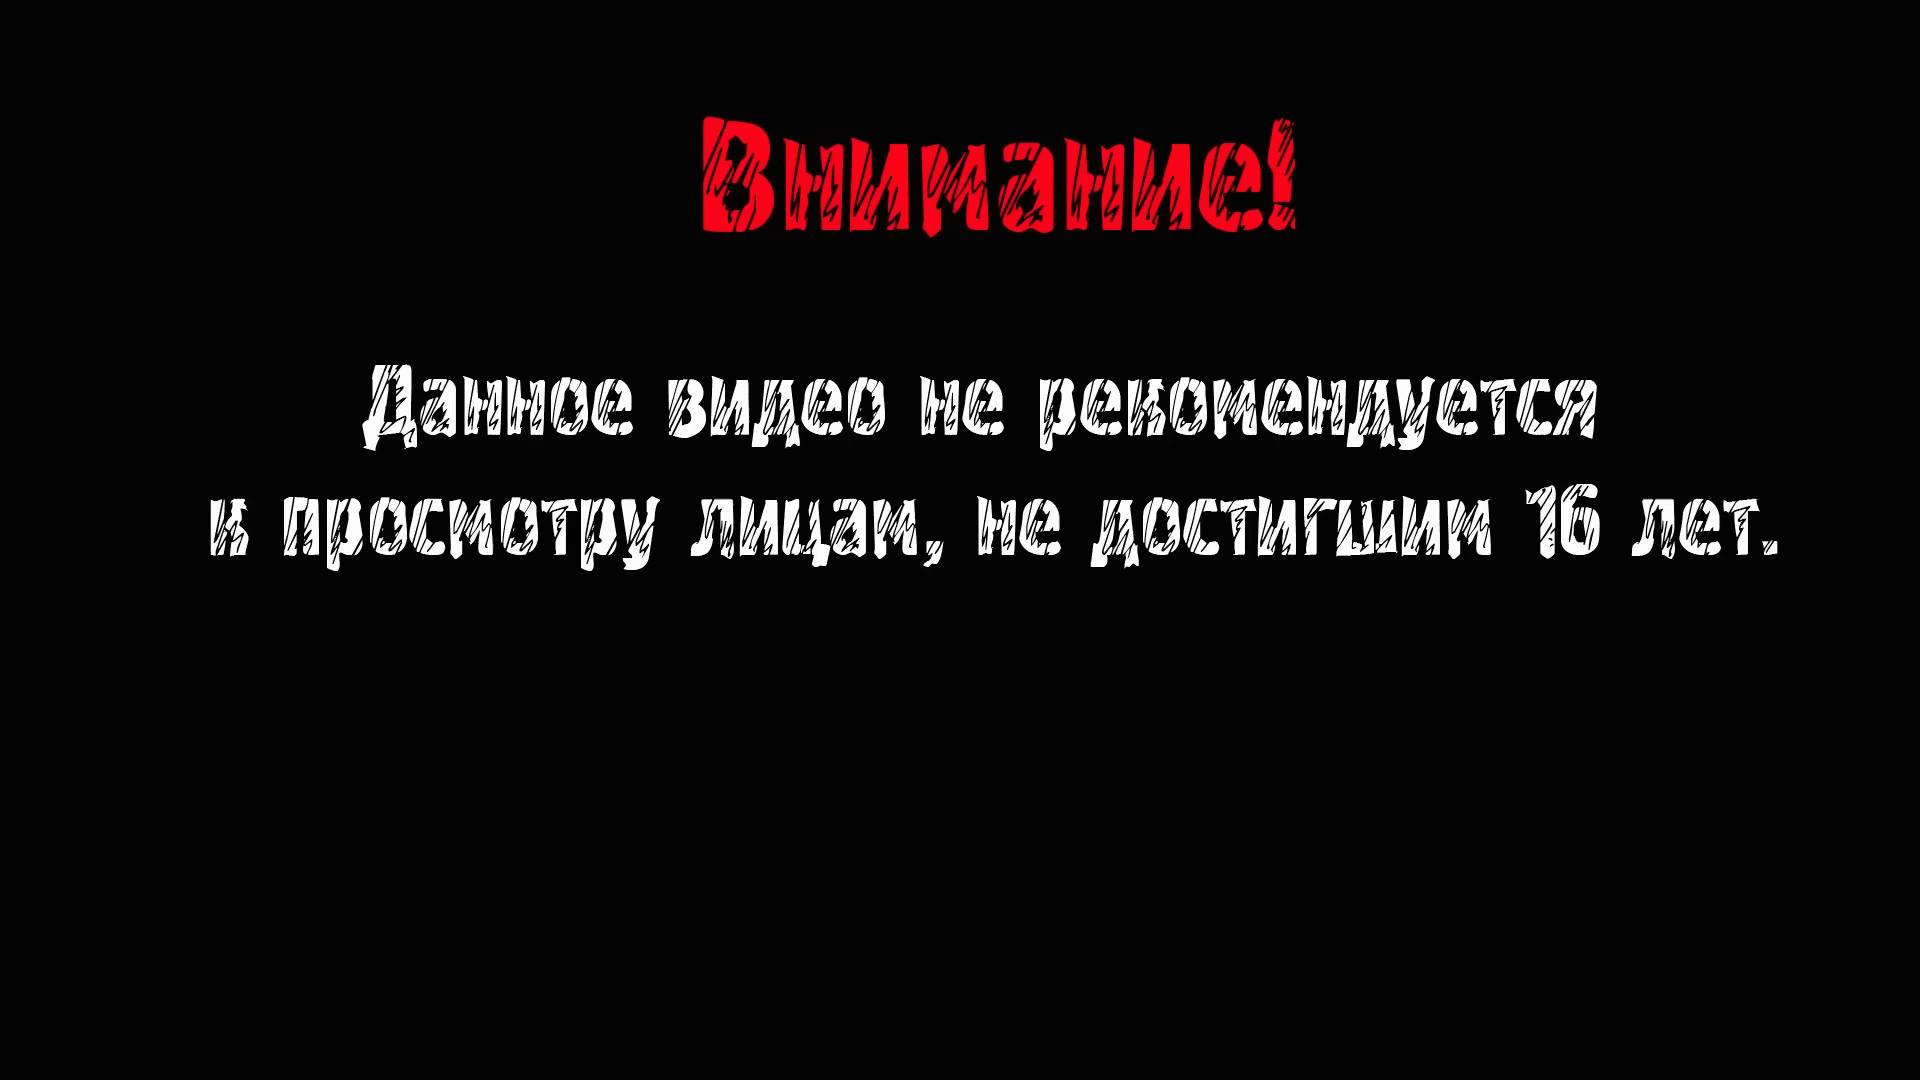 Внимание!
Данное видео не рекомендуется
к просмотру лицам, не достигшим 16 лет.